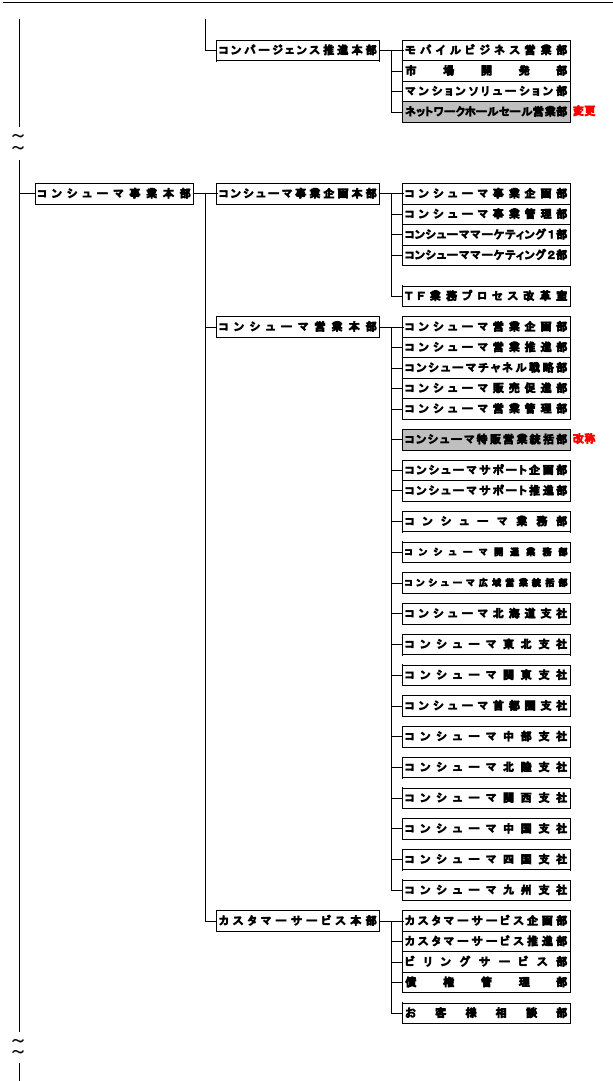 コンバージェンス推進本部 モバイルビジネス営業部
市場開発部
マンションソリューション部
ネットワークホールセール営業部 変更
~
~
コンシューマ事業本部 コンシューマ事業企画本部 コンシューマ事業企画部
コンシューマ事業管理部
コンシューママーケティング1部
コンシューママーケティング2部
TF業務プロセス改革室
コンシューマ営業本部 コンシューマ営業企画部
コンシューマ営業推進部
コンシューマチャネル戦略部
コンシューマ販売促進部
コンシューマ営業管理部
コンシューマ特販営業統括部 改称
コンシューマサポート企画部
コンシューマサポート推進部
コンシューマ業務部
コンシューマ開通業務部
コンシューマ広域営業統括部
コンシューマ北海道支社
コンシューマ東北支社
コンシューマ関東支社
コンシューマ首都圏支社
コンシューマ中部支社
コンシューマ北陸支社
コンシューマ関西支社
コンシューマ中国支社
コンシューマ四国支社
コンシューマ九州支社
カスタマーサービス本部 カスタマーサービス企画部
カスタマーサービス推進部
ビリングサービス部
債権管理部
お客様相談部
~
~